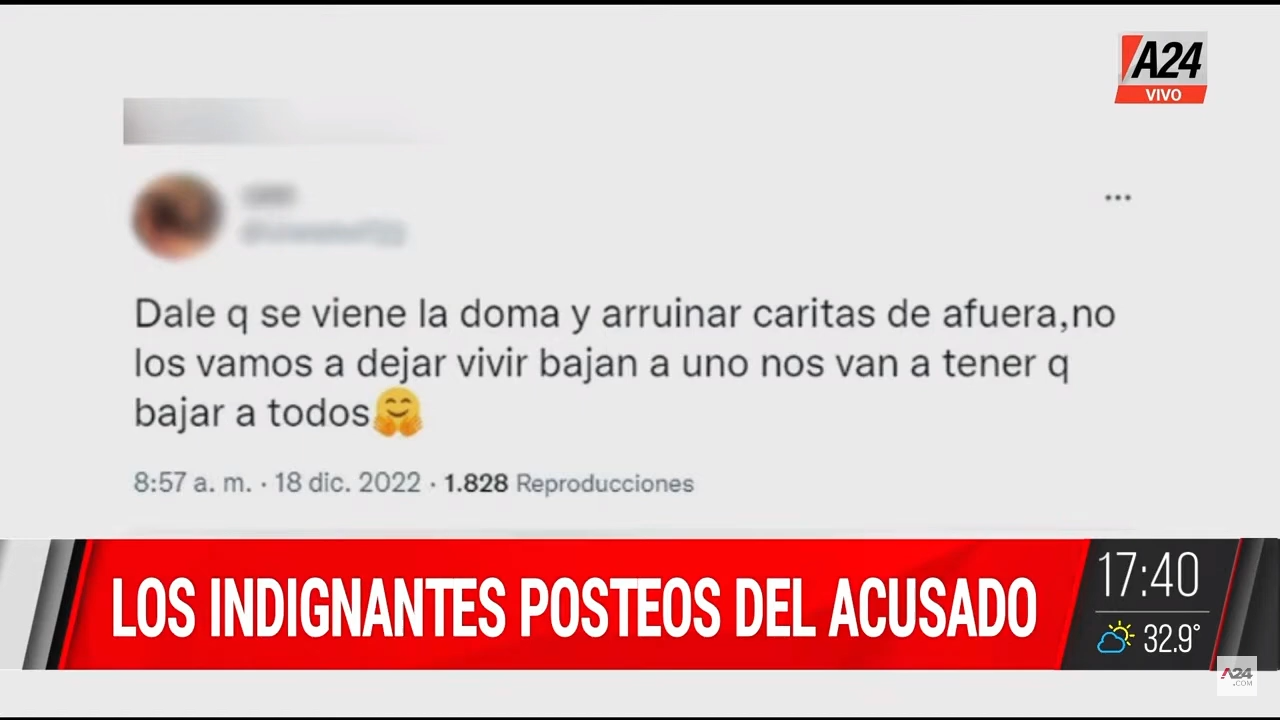 A24
VIVO
...
Dale q se viene la doma y arruinar caritas de afuera,no
los vamos a dejar vivir bajan a uno nos van a tener q
bajar a todos🤗
8:57 a. m. · 18 dic. 2022 · 1.828 Reproducciones
LOS INDIGNANTES POSTEOS DEL ACUSADO
17:40
32.9°
A24
.COM